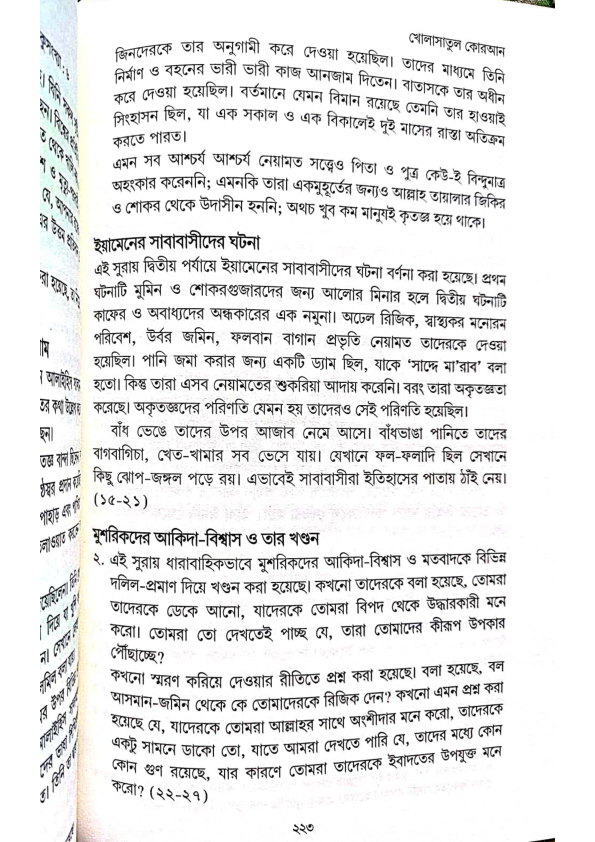 খোলাসাতুল কোরআন
জিনদেরকে তার অনুগামী করে দেওয়া হয়েছিল। তাদের মাধ্যমে তিনি
নির্মাণ ও বহনের ভারী ভারী কাজ আনজাম দিতেন। বাতাসকে তার অধীন
করে দেওয়া হয়েছিল। বর্তমানে যেমন বিমান রয়েছে তেমনি তার হাওয়াই
সিংহাসন ছিল, যা এক সকাল ও এক বিকালেই দুই মাসের রাস্তা অতিক্রম
করতে পারত।
এমন সব আশ্চর্য আশ্চর্য নেয়ামত সত্ত্বেও পিতা ও পুত্র কেউ-ই বিন্দুমাত্র
অহংকার করেননি; এমনকি তারা একমুহূর্তের জন্যও আল্লাহ তায়ালার জিকির
ও শোকর থেকে উদাসীন হননি; অথচ খুব কম মানুষই কৃতজ্ঞ হয়ে থাকে।
ইয়ামেনের সাবাবাসীদের ঘটনা
এই সুরায় দ্বিতীয় পর্যায়ে ইয়ামেনের সাবাবাসীদের ঘটনা বর্ণনা করা হয়েছে। প্রথম
ঘটনাটি মুমিন ও শোকরগুজারদের জন্য আলোর মিনার হলে দ্বিতীয় ঘটনাটি
কাফের ও অবাধ্যদের অন্ধকারের এক নমুনা। অঢেল রিজিক, স্বাস্থ্যকর মনোরম
পরিবেশ, উর্বর জমিন, ফলবান বাগান প্রভৃতি নেয়ামত তাদেরকে দেওয়া
হয়েছিল। পানি জমা করার জন্য একটি ড্যাম ছিল, যাকে ‘সাদ্দে মা’রাব’ বলা
হতো। কিন্তু তারা এসব নেয়ামতের শুকরিয়া আদায় করেনি। বরং তারা অকৃতজ্ঞতা
করেছে। অকৃতজ্ঞদের পরিণতি যেমন হয় তাদেরও সেই পরিণতি হয়েছিল।
বাঁধ ভেঙে তাদের উপর আজাব নেমে আসে। বাঁধভাঙা পানিতে তাদের
বাগবাগিচা, খেত-খামার সব ভেসে যায়। যেখানে ফল-ফলাদি ছিল সেখানে
কিছু ঝোপ-জঙ্গল পড়ে রয়। এভাবেই সাবাবাসীরা ইতিহাসের পাতায় ঠাঁই নেয়।
(১৫-২১)
মুশরিকদের আকিদা-বিশ্বাস ও তার খণ্ডন
২. এই সুরায় ধারাবাহিকভাবে মুশরিকদের আকিদা-বিশ্বাস ও মতবাদকে বিভিন্ন
দলিল-প্রমাণ দিয়ে খণ্ডন করা হয়েছে। কখনো তাদেরকে বলা হয়েছে, তোমরা
তাদেরকে ডেকে আনো, যাদেরকে তোমরা বিপদ থেকে উদ্ধারকারী মনে
করো। তোমরা তো দেখতেই পাচ্ছ যে, তারা তোমাদের কীরূপ উপকার
পৌঁছাচ্ছে?
কখনো স্মরণ করিয়ে দেওয়ার রীতিতে প্রশ্ন করা হয়েছে। বলা হয়েছে, বল
আসমান-জমিন থেকে কে তোমাদেরকে রিজিক দেন? কখনো এমন প্রশ্ন করা
হয়েছে যে, যাদেরকে তোমরা আল্লাহর সাথে অংশীদার মনে করো, তাদেরকে
একটু সামনে ডাকো তো, যাতে আমরা দেখতে পারি যে, তাদের মধ্যে কোন
কোন গুণ রয়েছে, যার কারণে তোমরা তাদেরকে ইবাদতের উপযুক্ত মনে
করো? (২২-২৭)
২২৩